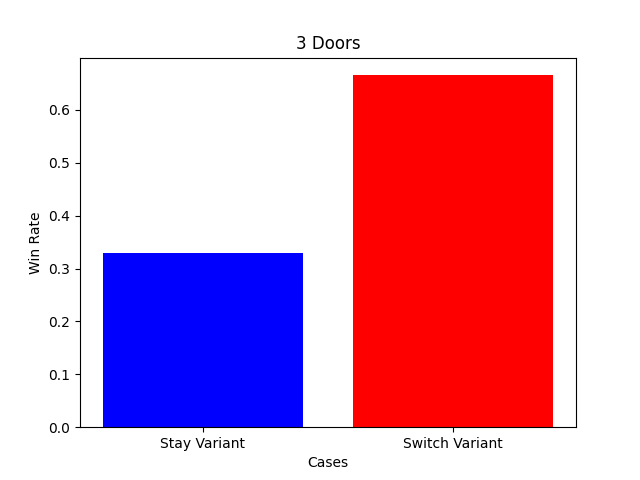 3 Doors
Win Rate
0.6
0.5
0.4
0.3
0.2
0.1
0.0
Stay Variant
Switch Variant
Cases